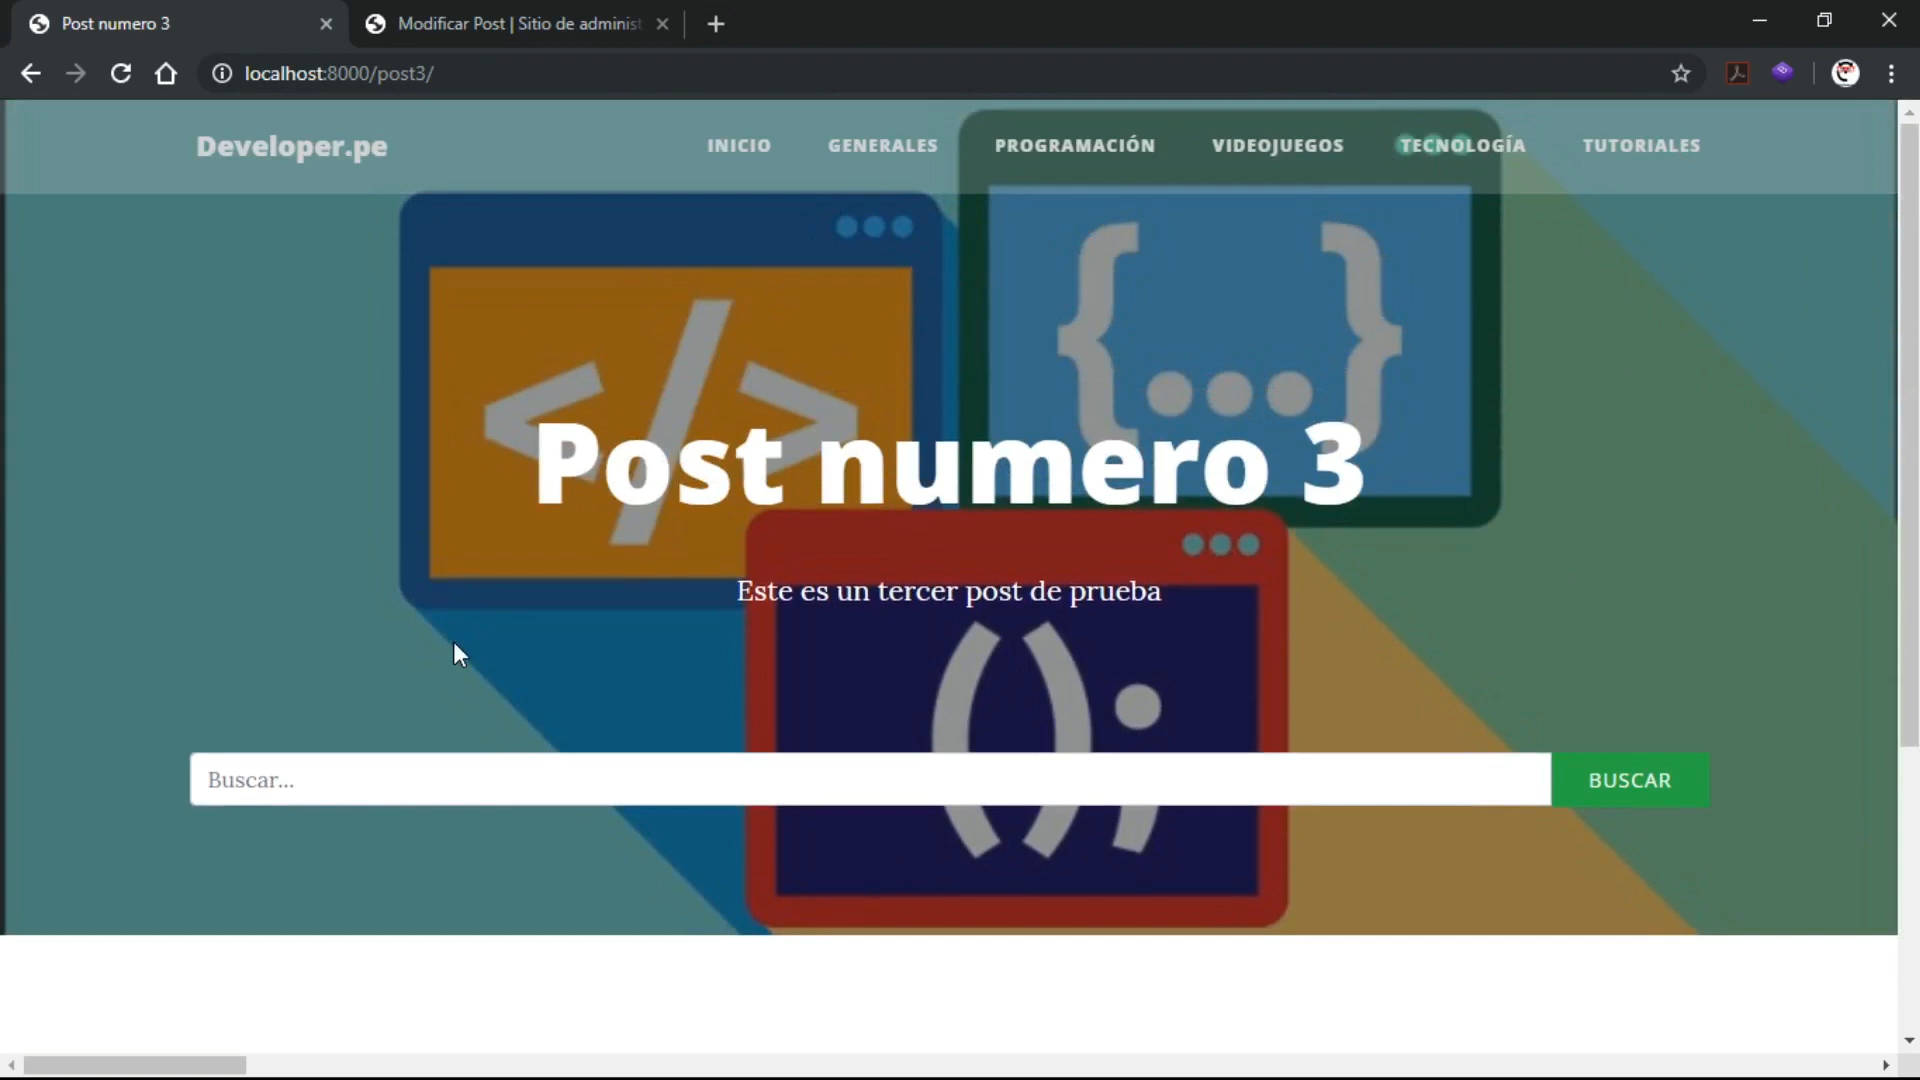 Post numero 3
Modificar Post | Sitio de administ
localhost:8000/post3/
Developer.pe
INICIO
GENERALES
PROGRAMACIÓN
VIDEOJUEGOS
TECNOLOGÍA
TUTORIALES
</>
{...}
Post numero 3
Este es un tercer post de prueba
();
Buscar...
BUSCAR